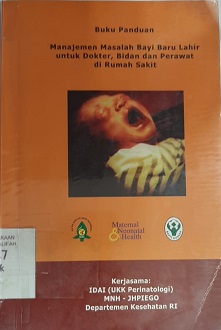 Buku Panduan
Manajemen Masalah Bayi Baru Lahir
untuk Dokter, Bidan dan Perawat
di Rumah Sakit
Maternal
Neonatal
Health
Kerjasama:
IDAI (UKK Perinatologi)
MNH - JHPIEGO
Departemen Kesehatan RI
7
k